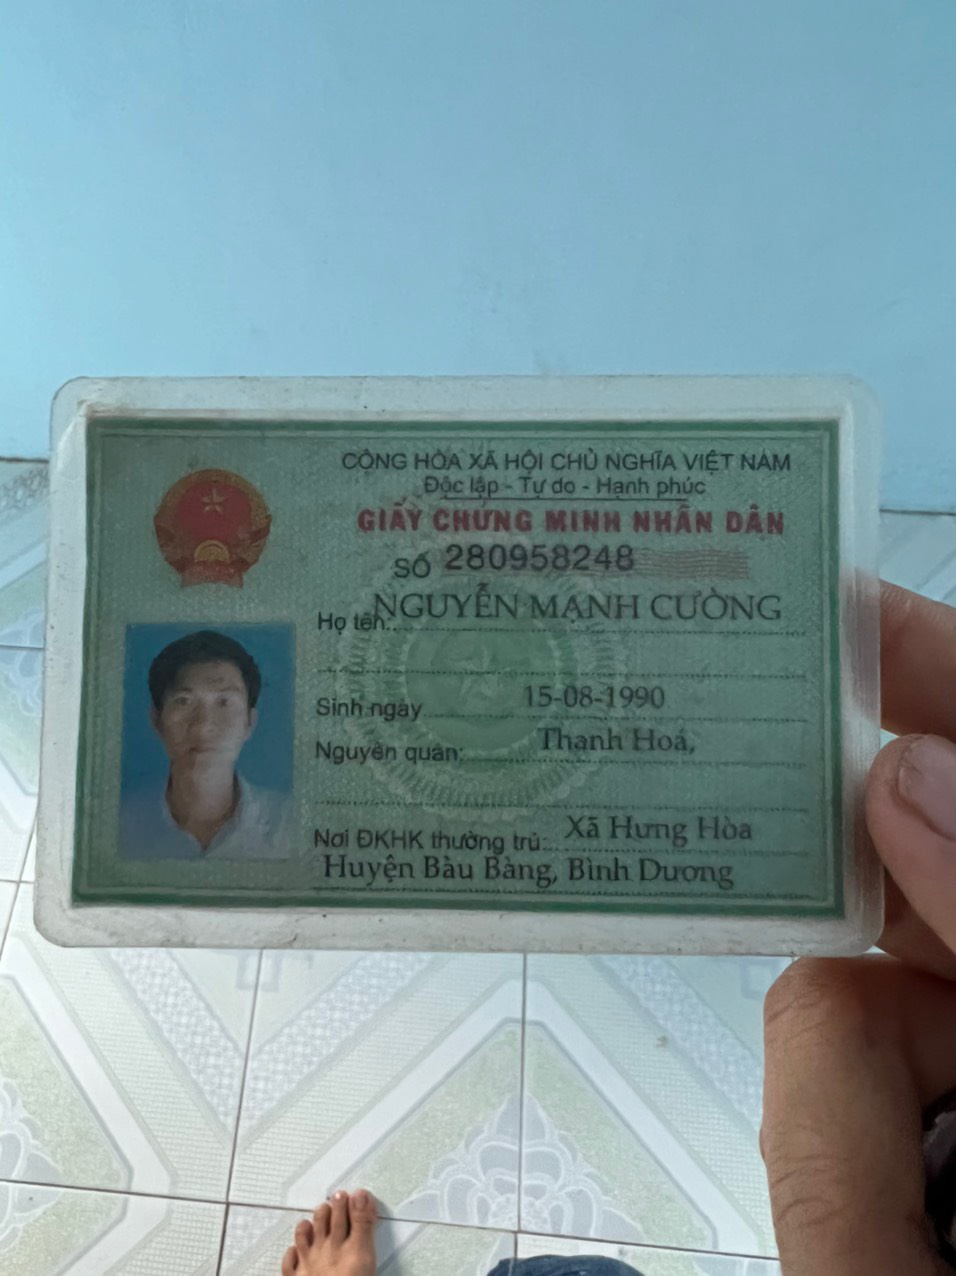 CỘNG HÒA XÃ HỘI CHỦ NGHĨA VIỆT NAM
Độc lập - Tự do - Hạnh phúc
GIẤY CHỨNG MINH NHÂN DÂN
SỐ 280958248
Họ tên: NGUYỄN MẠNH CƯỜNG
Sinh ngày 15-08-1990
Nguyên quán: Thanh Hoá,
Nơi ĐKHK thường trú: Xã Hưng Hòa
Huyện Bàu Bàng, Bình Dương